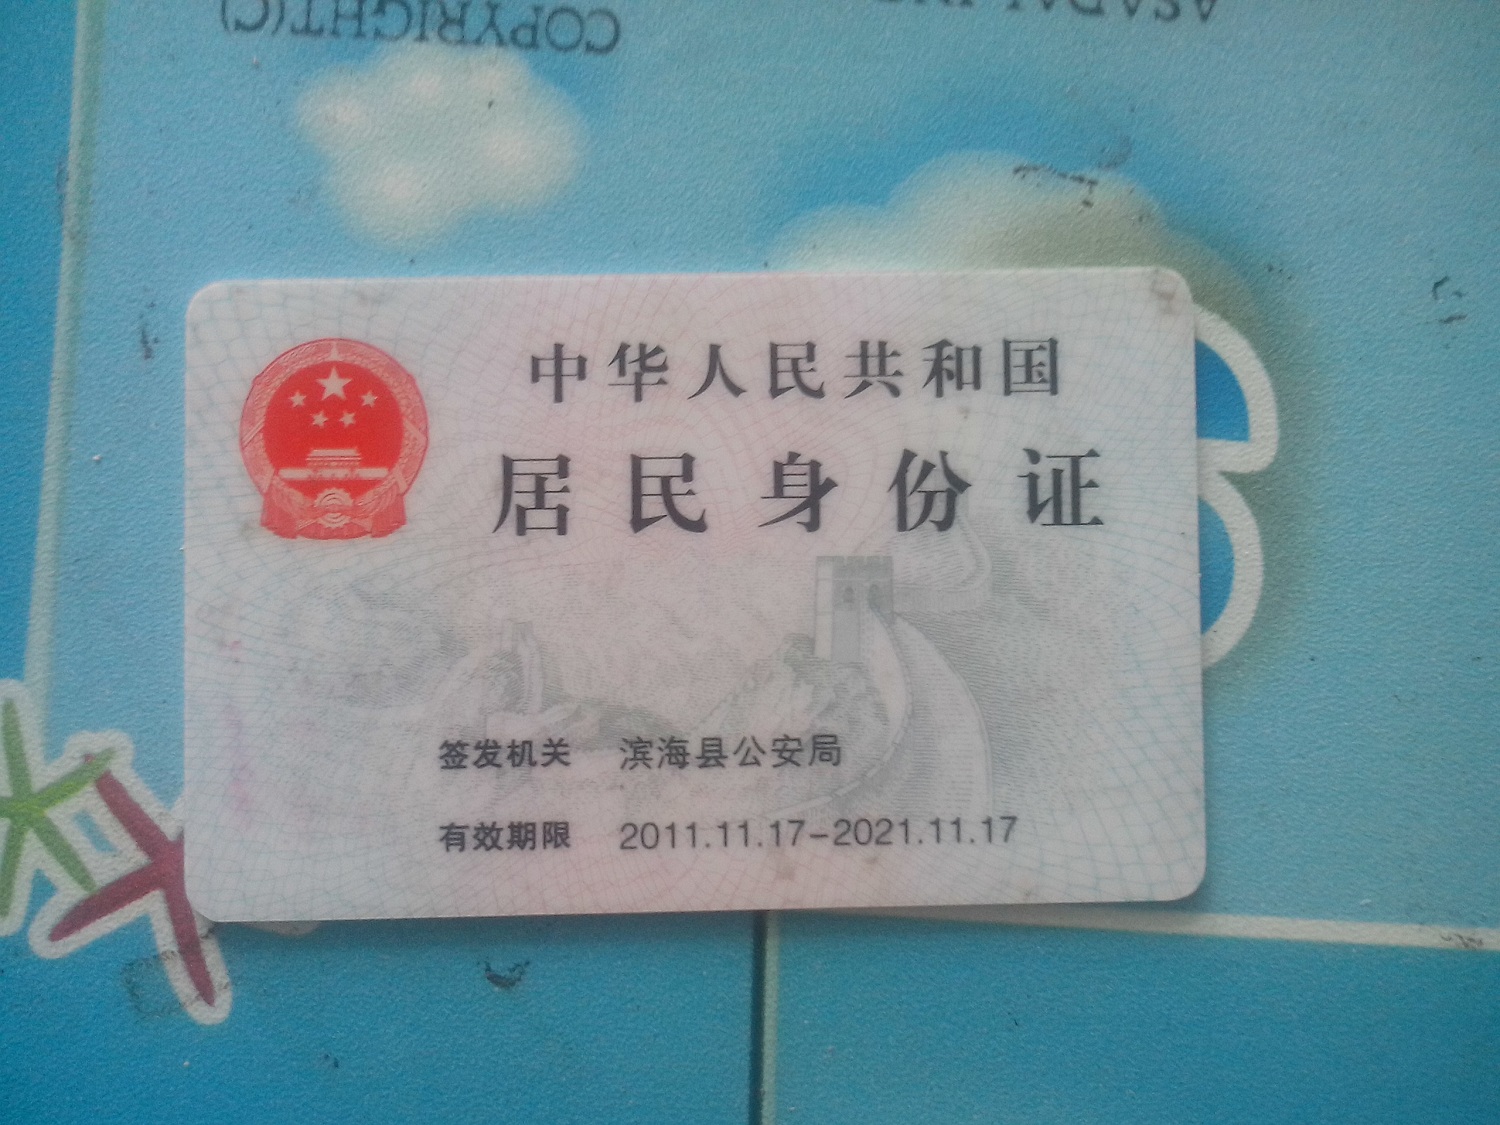 COPYRIGHT(C)
中华人民共和国
居民身份证
签发机关 滨海县公安局
有效期限 2011.11.17-2021.11.17